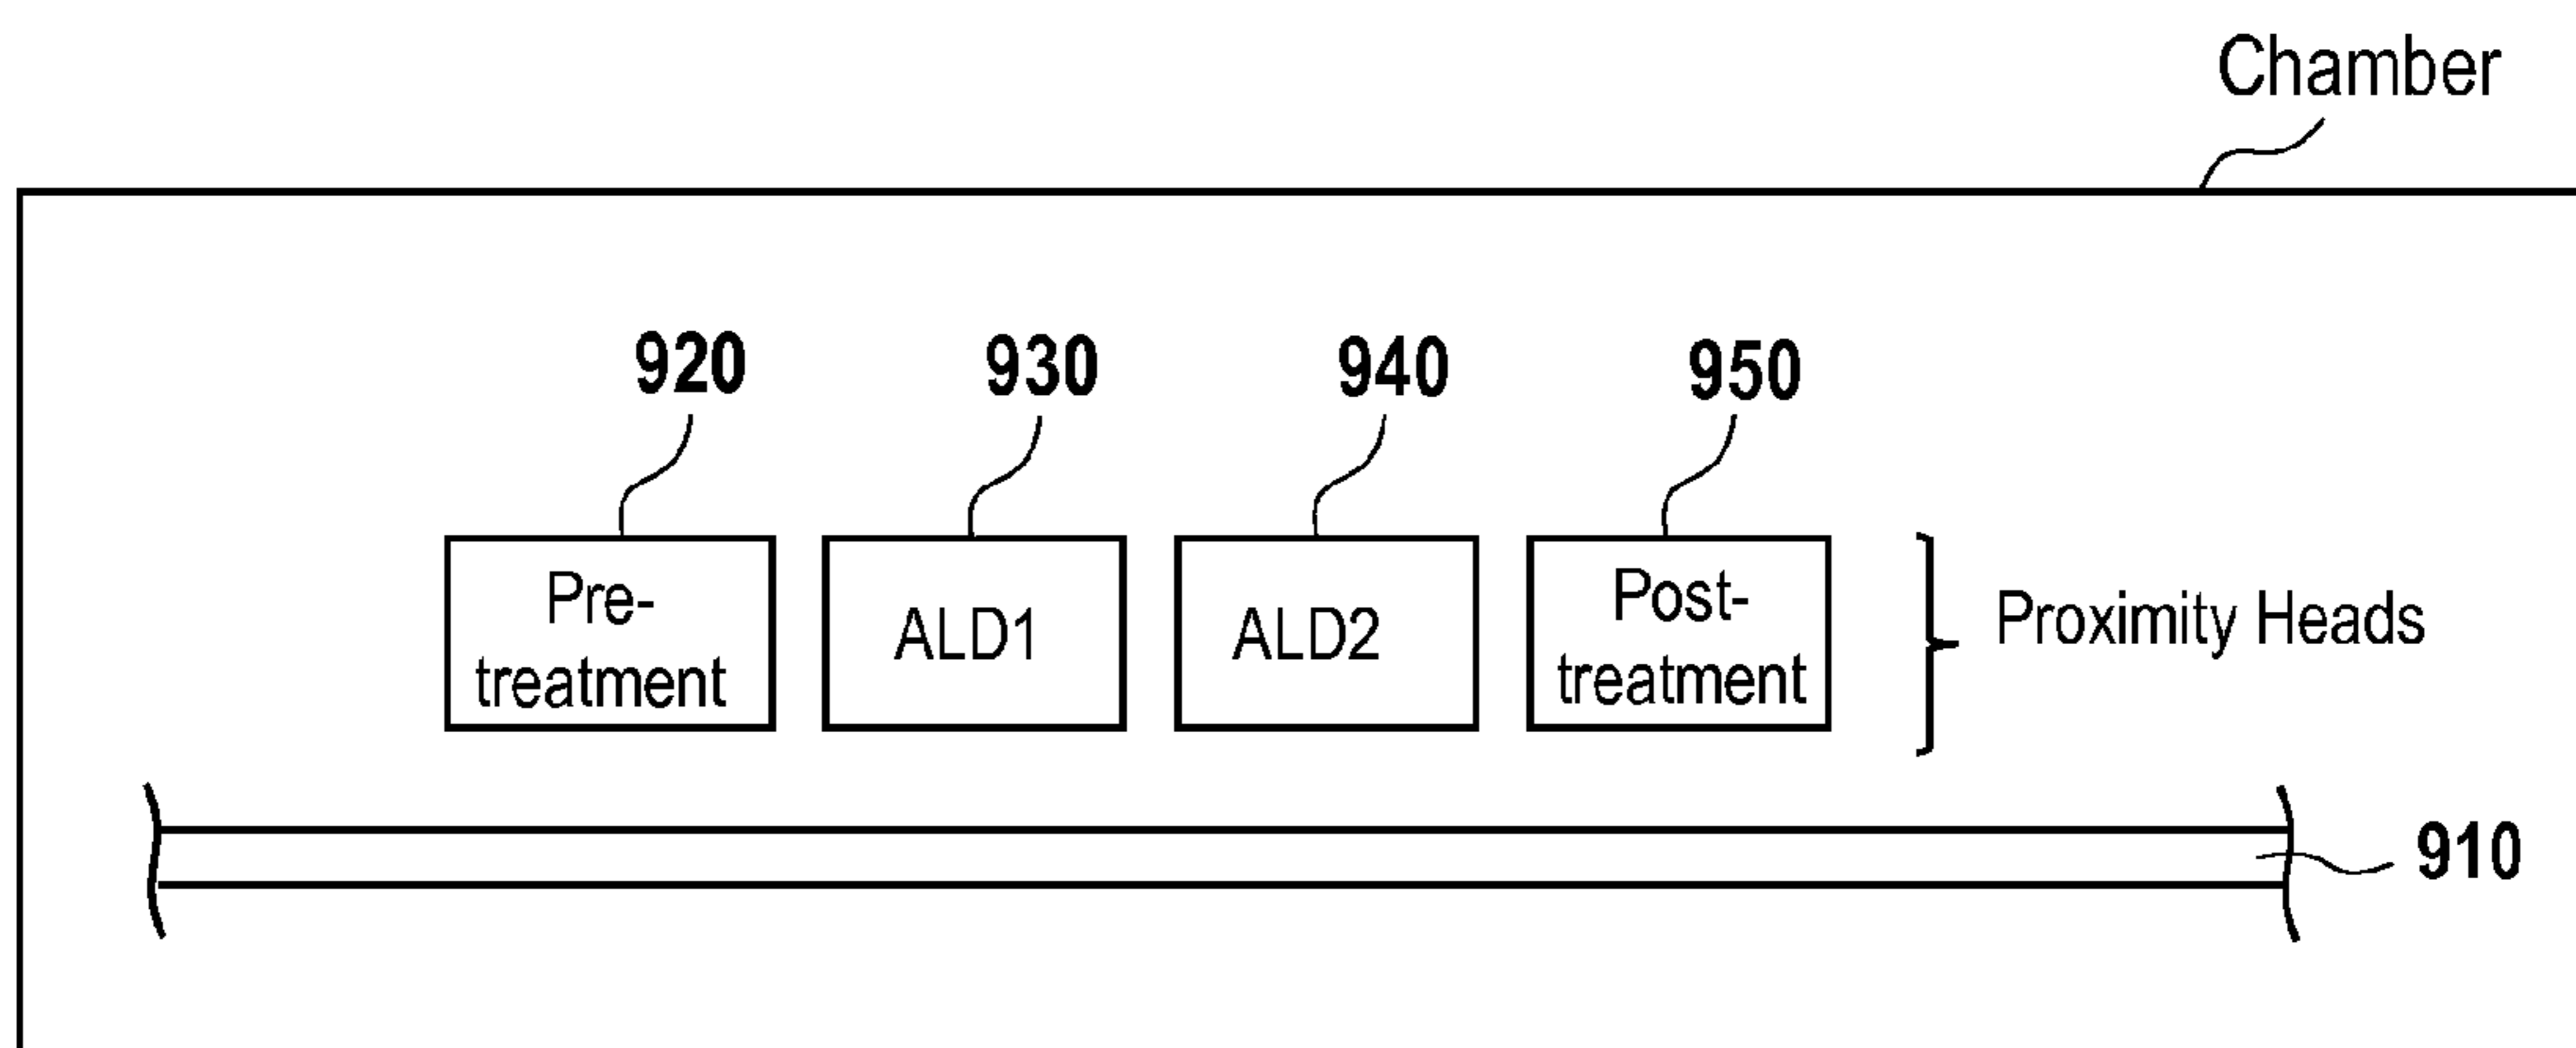 Chamber
920
930
940
950
Pre-
treatment
ALD1
ALD2
Post-
treatment
Proximity Heads
910